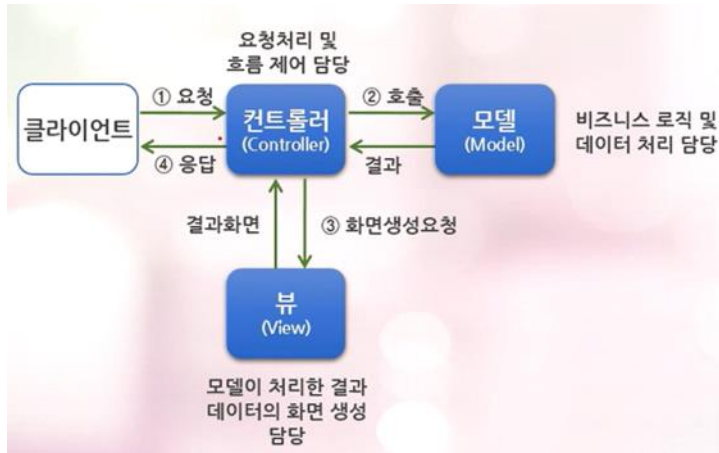 요청처리 및
흐름 제어 담당
클라이언트
① 요청
④ 응답
컨트롤러
(Controller)
② 호출
결과
모델
(Model)
비즈니스 로직 및
데이터 처리 담당
결과화면
③ 화면생성요청
뷰
(View)
모델이 처리한 결과
데이터의 화면 생성
담당